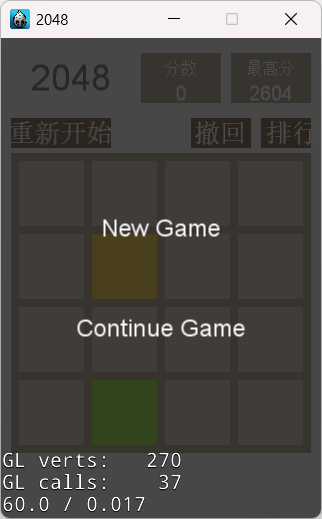 2048
2048
分数
最高分
0
2604
重新开始
撤回
排行
New Game
Continue Game
GL verts: 270
GL calls: 37
60.0 / 0.017